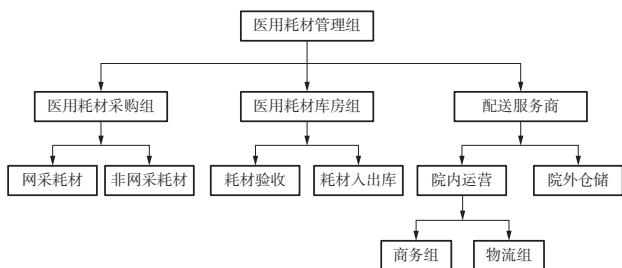 医用耗材管理组
医用耗材采购组
医用耗材库房组
配送服务商
网采耗材
非网采耗材
耗材验收
耗材入出库
院内运营
院外仓储
商务组
物流组